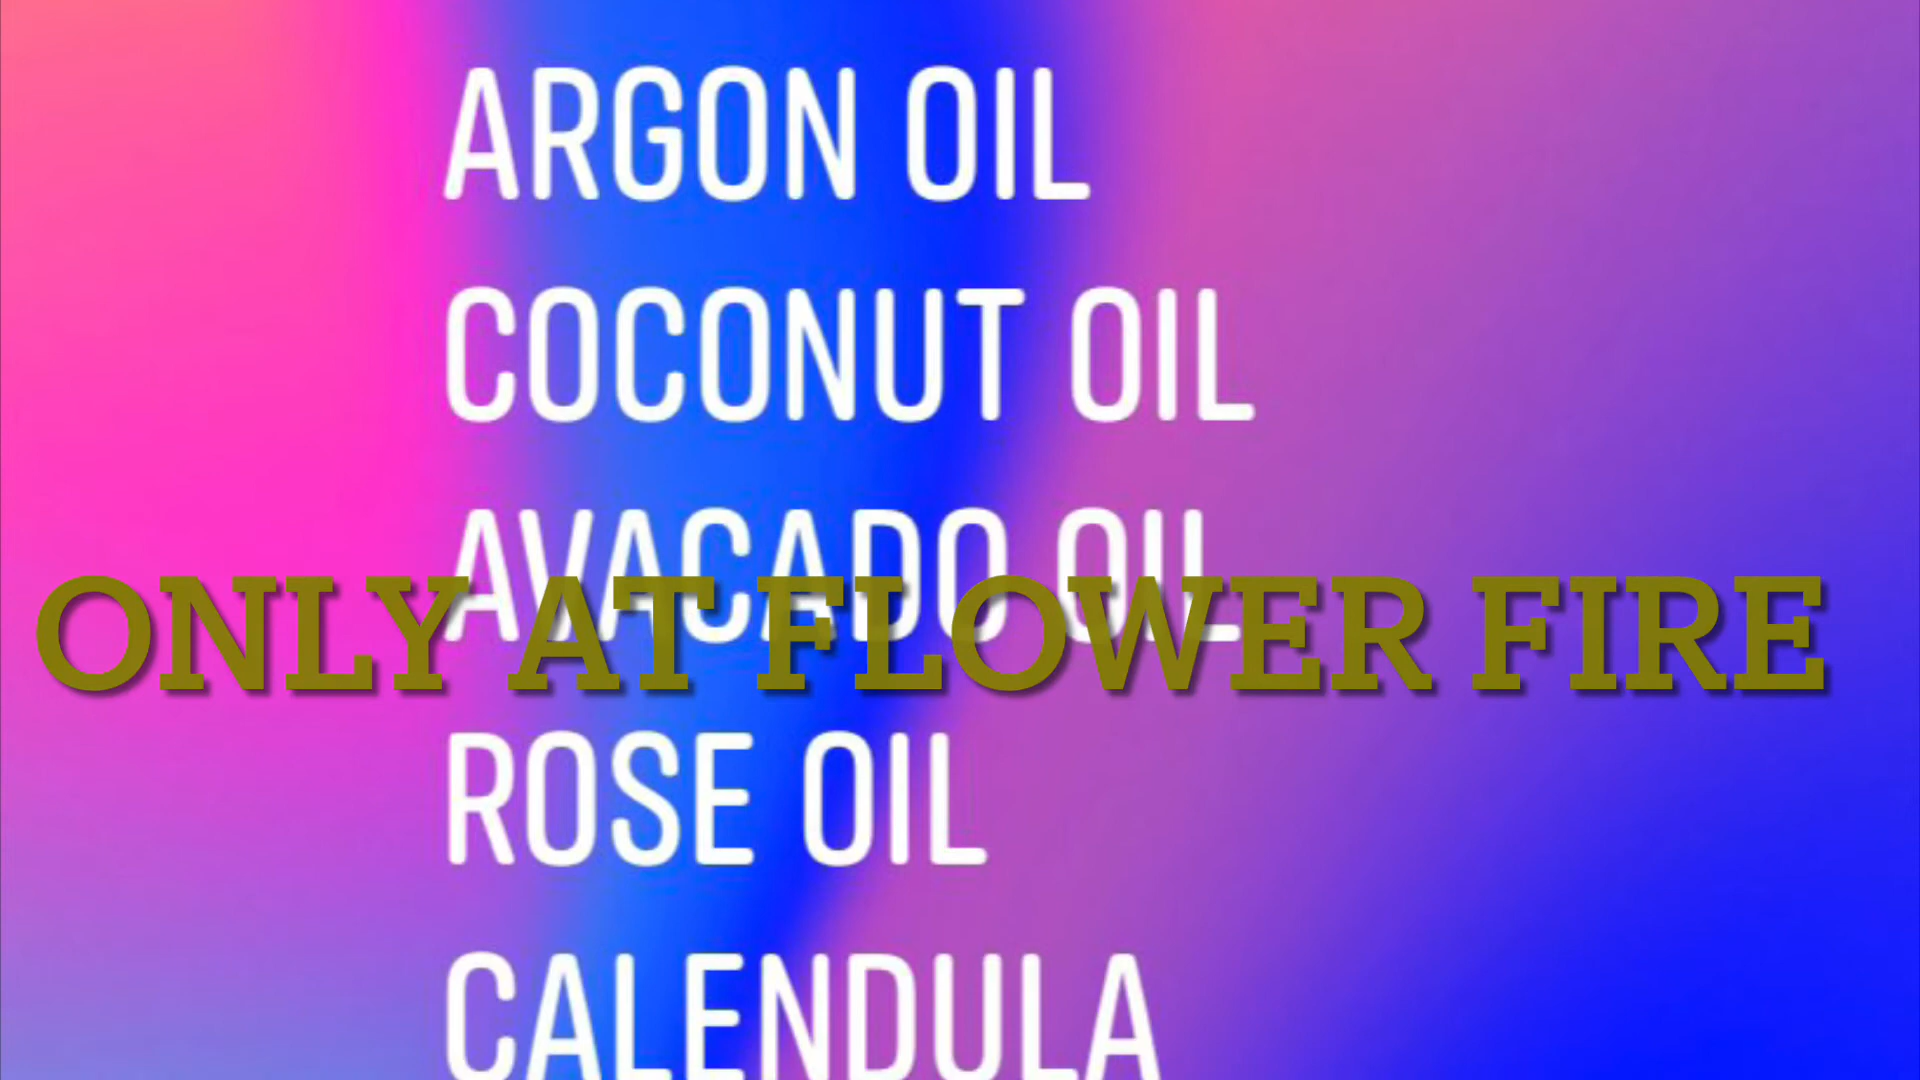 ARGON OIL
COCONUT OIL
AVACADO OIL
ONLY AT FLOWER FIRE
ROSE OIL
CALENDULA